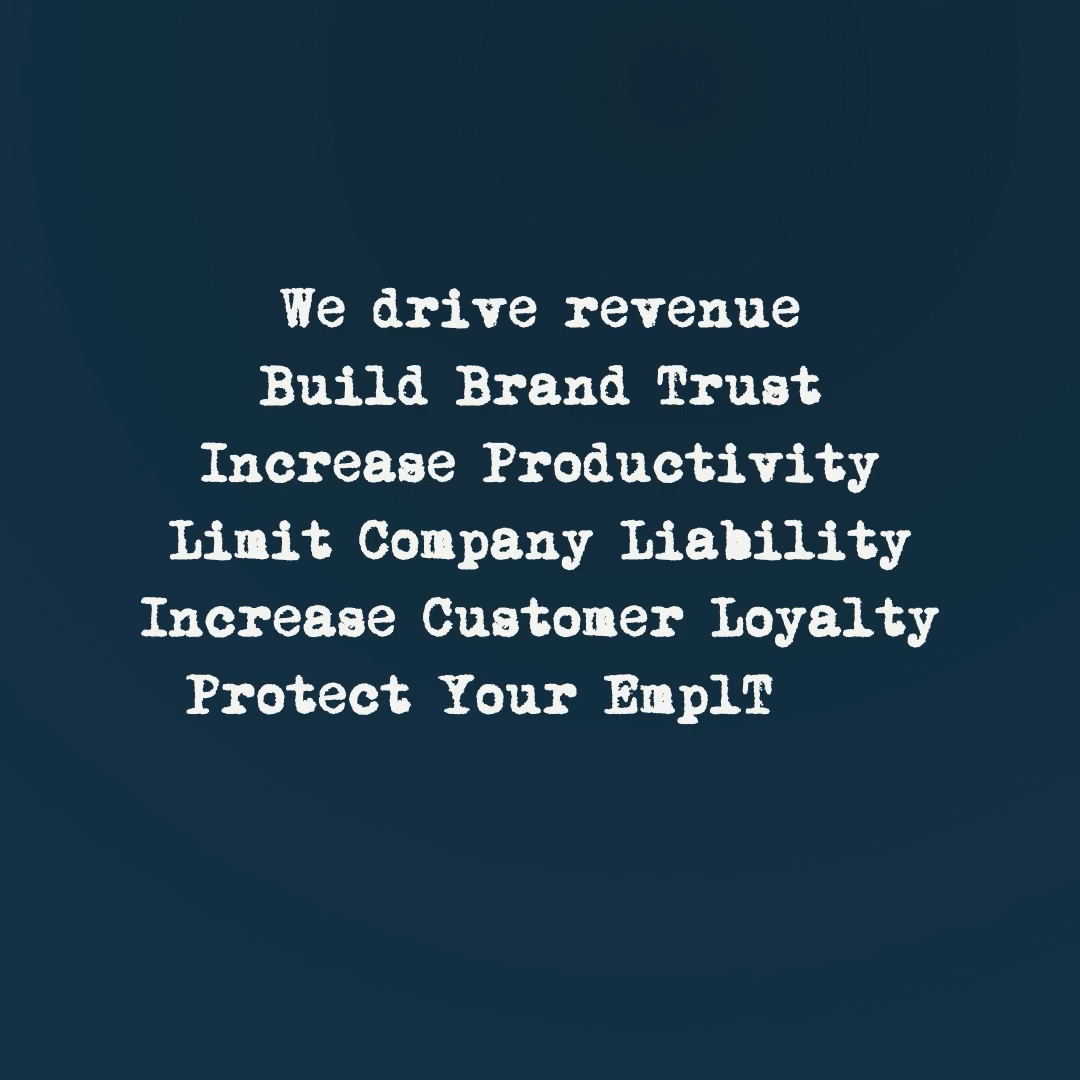 We drive revenue
Build Brand Trust
Increase Productivity
Limit Company Liability
Increase Customer Loyalty
Protect Your EmplT